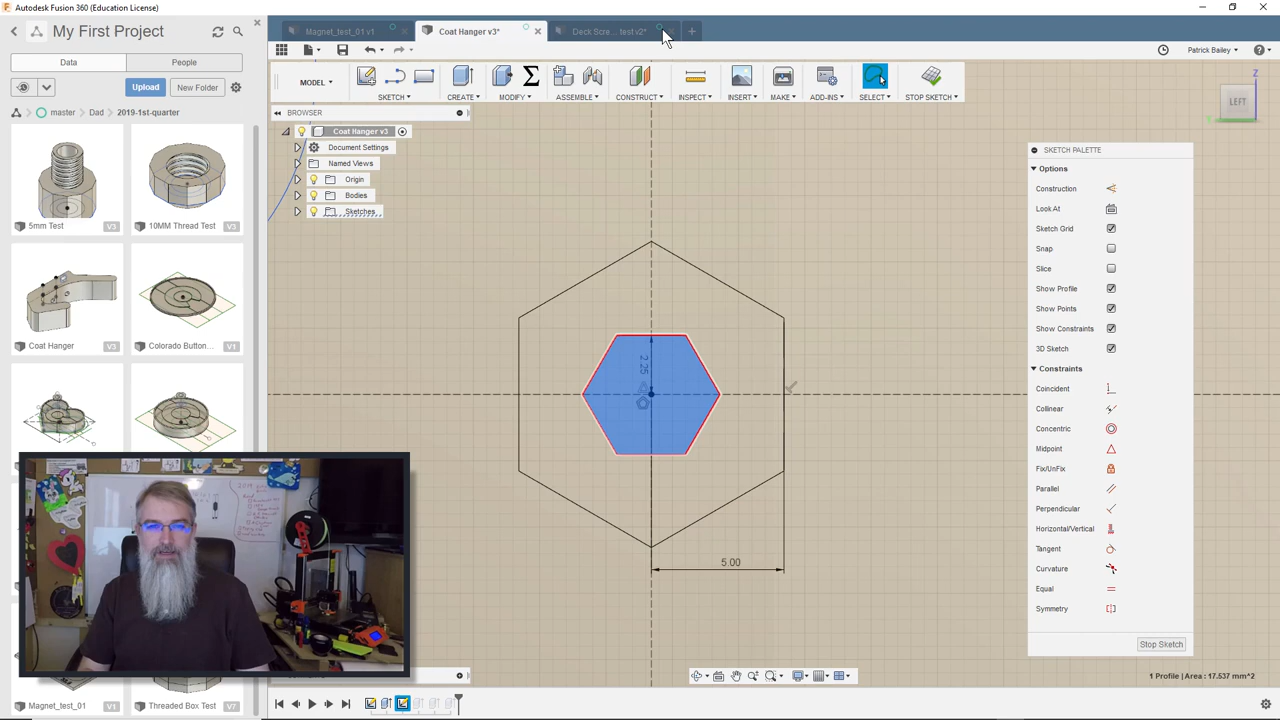 Autodesk Fusion 360 (Education License)
My First Project
Magnet_test_01 v1
Coat Hanger v3*
Deck Scre... test v2*
Data
People
Patrick Bailey
Upload
New Folder
MODEL
SKETCH
CREATE
MODIFY
ASSEMBLE
CONSTRUCT
INSPECT
INSERT
MAKE
ADD-INS
SELECT
STOP SKETCH
master
Dad
2019-1st-quarter
BROWSER
Coat Hanger v3
Document Settings
Named Views
Origin
Bodies
Sketches
Z
LEFT
5mm Test
V3
10MM Thread Test
V3
Coat Hanger
V3
Colorado Button...
V1
Magnet_test_01
V1
Threaded Box Test
V7
2.25
5.00
SKETCH PALETTE
Options
Construction
Look At
Sketch Grid
Snap
Slice
Show Profile
Show Points
Show Constraints
3D Sketch
Constraints
Coincident
Collinear
Concentric
Midpoint
Fix/UnFix
Parallel
Perpendicular
Horizontal/Vertical
Tangent
Curvature
Equal
Symmetry
Stop Sketch
1 Profile | Area : 17.537 mm^2